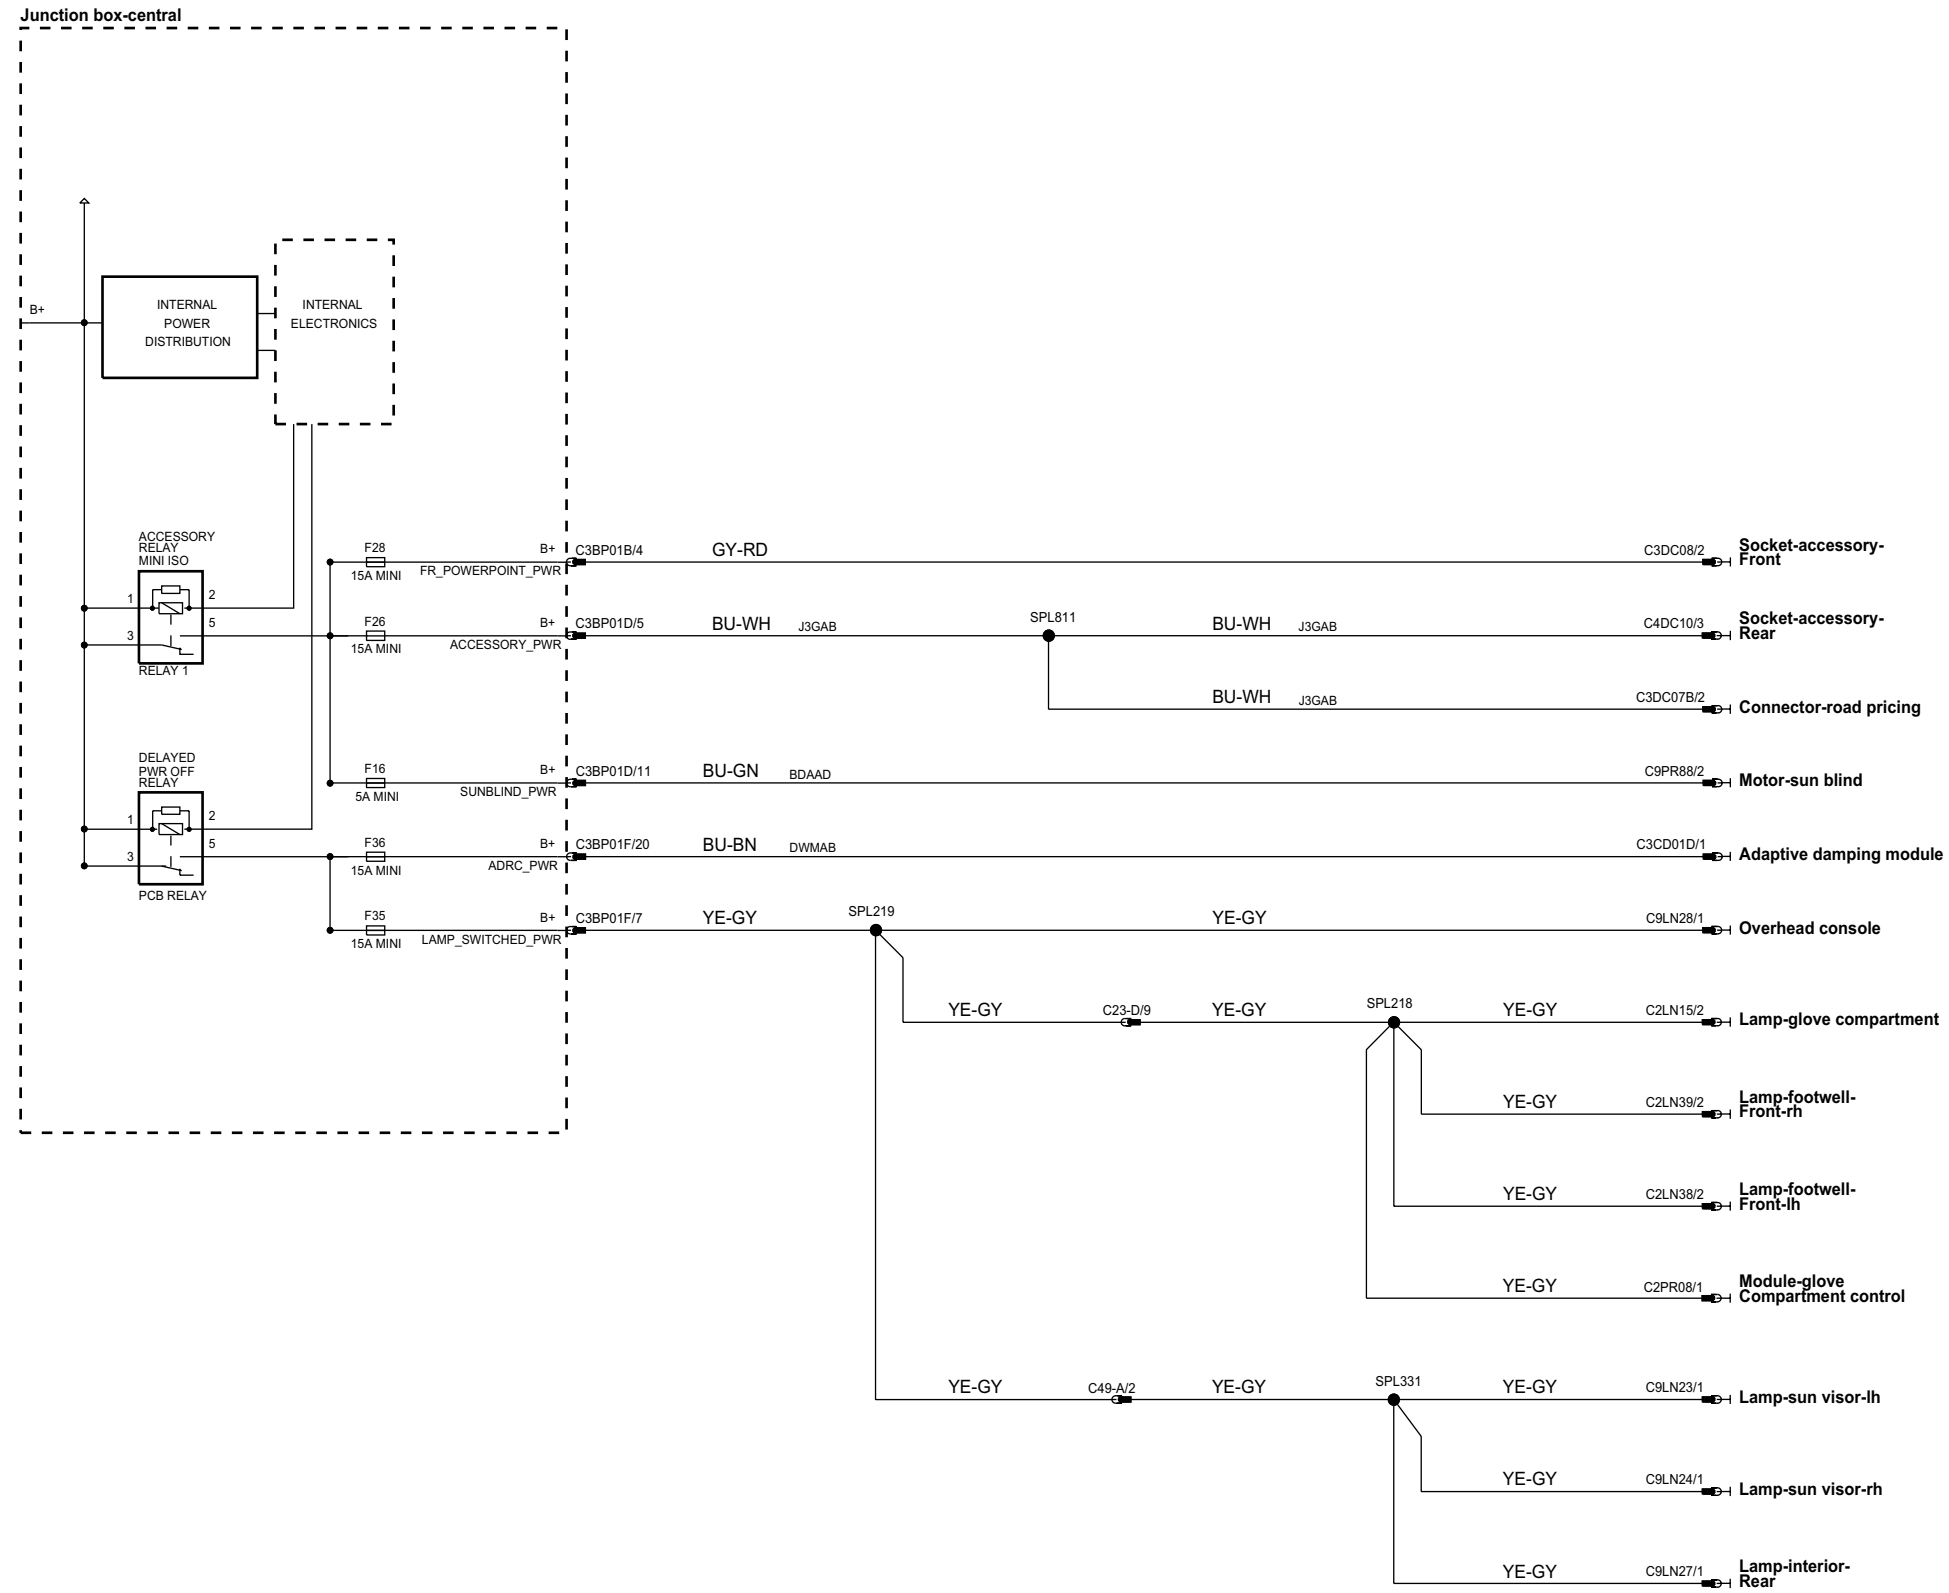 Junction box-central
B+
INTERNAL
POWER
DISTRIBUTION
INTERNAL
ELECTRONICS
ACCESSORY
RELAY
MINI ISO
1
2
3
5
RELAY 1
DELAYED
PWR OFF
RELAY
1
2
3
5
PCB RELAY
F28
15A MINI
B+
FR_POWERPOINT_PWR
C3BP01B/4
GY-RD
C3DC08/2
Socket-accessory-
Front
F26
15A MINI
B+
ACCESSORY_PWR
C3BP01D/5
BU-WH
J3GAB
SPL811
BU-WH
J3GAB
C4DC10/3
Socket-accessory-
Rear
BU-WH
J3GAB
C3DC07B/2
Connector-road pricing
F16
5A MINI
B+
SUNBLIND_PWR
C3BP01D/11
BU-GN
BDAAD
C9PR88/2
Motor-sun blind
F36
15A MINI
B+
ADRC_PWR
C3BP01F/20
BU-BN
DWMAB
C3CD01D/1
Adaptive damping module
F35
15A MINI
B+
LAMP_SWITCHED_PWR
C3BP01F/7
YE-GY
SPL219
YE-GY
C9LN28/1
Overhead console
YE-GY
C23-D/9
YE-GY
SPL218
YE-GY
C2LN15/2
Lamp-glove compartment
YE-GY
C2LN39/2
Lamp-footwell-
Front-rh
YE-GY
C2LN38/2
Lamp-footwell-
Front-lh
YE-GY
C2PR08/1
Module-glove
Compartment control
YE-GY
C49-A/2
YE-GY
SPL331
YE-GY
C9LN23/1
Lamp-sun visor-lh
YE-GY
C9LN24/1
Lamp-sun visor-rh
YE-GY
C9LN27/1
Lamp-interior-
Rear